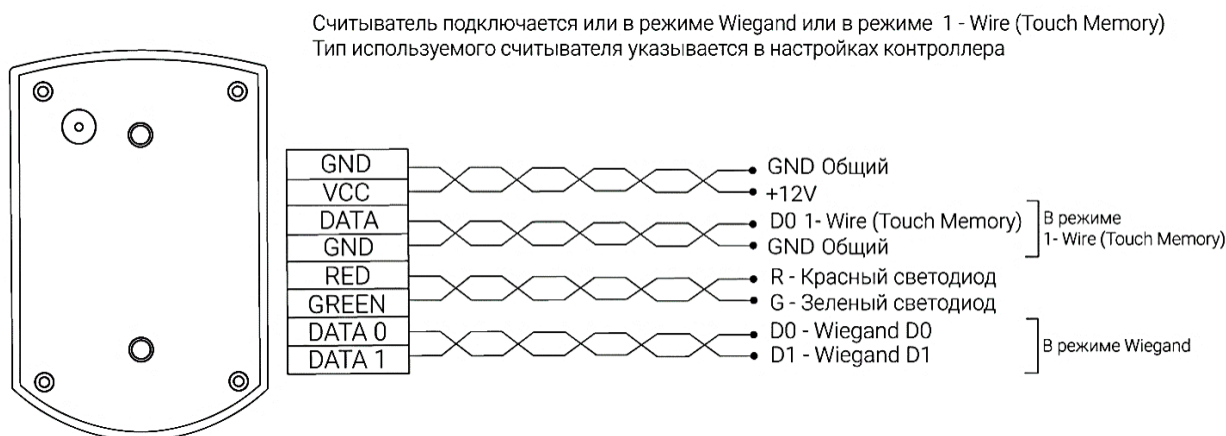 Считыватель подключается или в режиме Wiegand или в режиме 1 - Wire (Touch Memory)
Тип используемого считывателя указывается в настройках контроллера
GND
VCC
DATA
GND
RED
GREEN
DATA 0
DATA 1
GND Общий
+12V
D0 1- Wire (Touch Memory)
GND Общий
R - Красный светодиод
G - Зеленый светодиод
D0 - Wiegand D0
D1 - Wiegand D1
В режиме
1- Wire (Touch Memory)
В режиме Wiegand